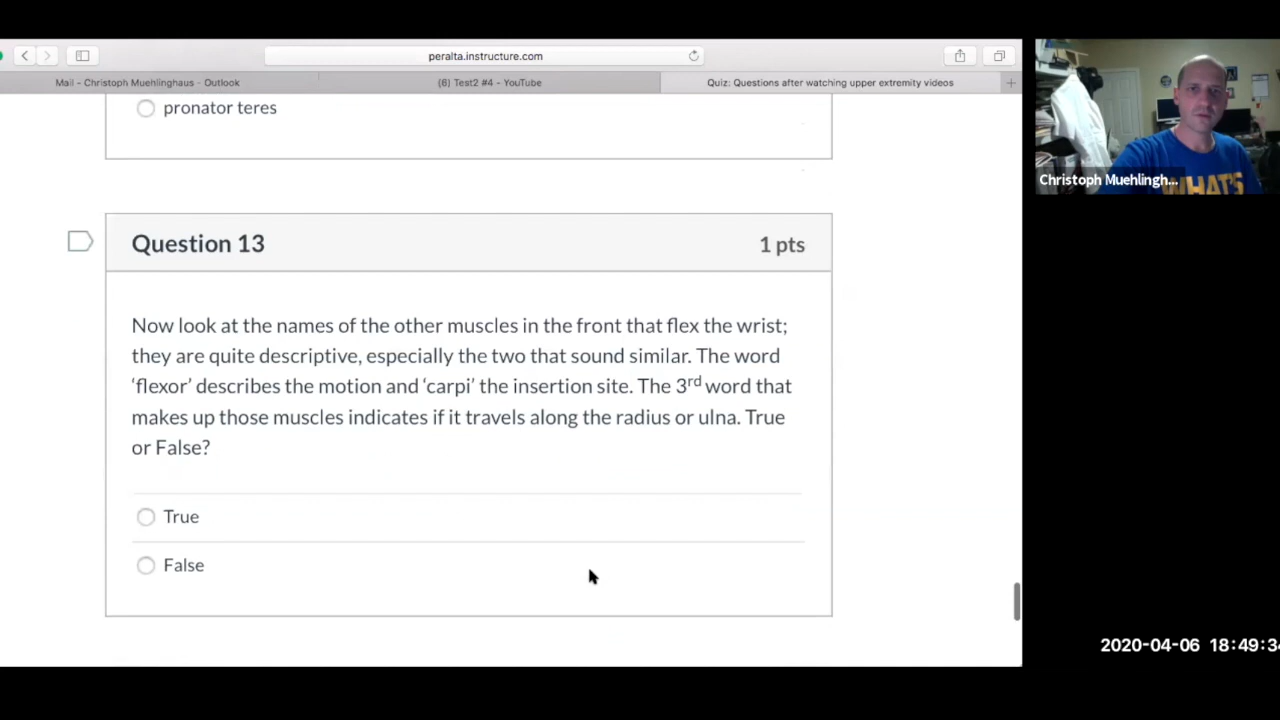 peralta.instructure.com
Mail – Christoph Muehlinghaus – Outlook
(6) Test2 #4 – YouTube
Quiz: Questions after watching upper extremity videos
pronator teres
Christoph Muehlingh...
WHAT'S
Question 13
1 pts
Now look at the names of the other muscles in the front that flex the wrist;
they are quite descriptive, especially the two that sound similar. The word
‘flexor’ describes the motion and ‘carpi’ the insertion site. The 3rd word that
makes up those muscles indicates if it travels along the radius or ulna. True
or False?
True
False
2020-04-06 18:49:34